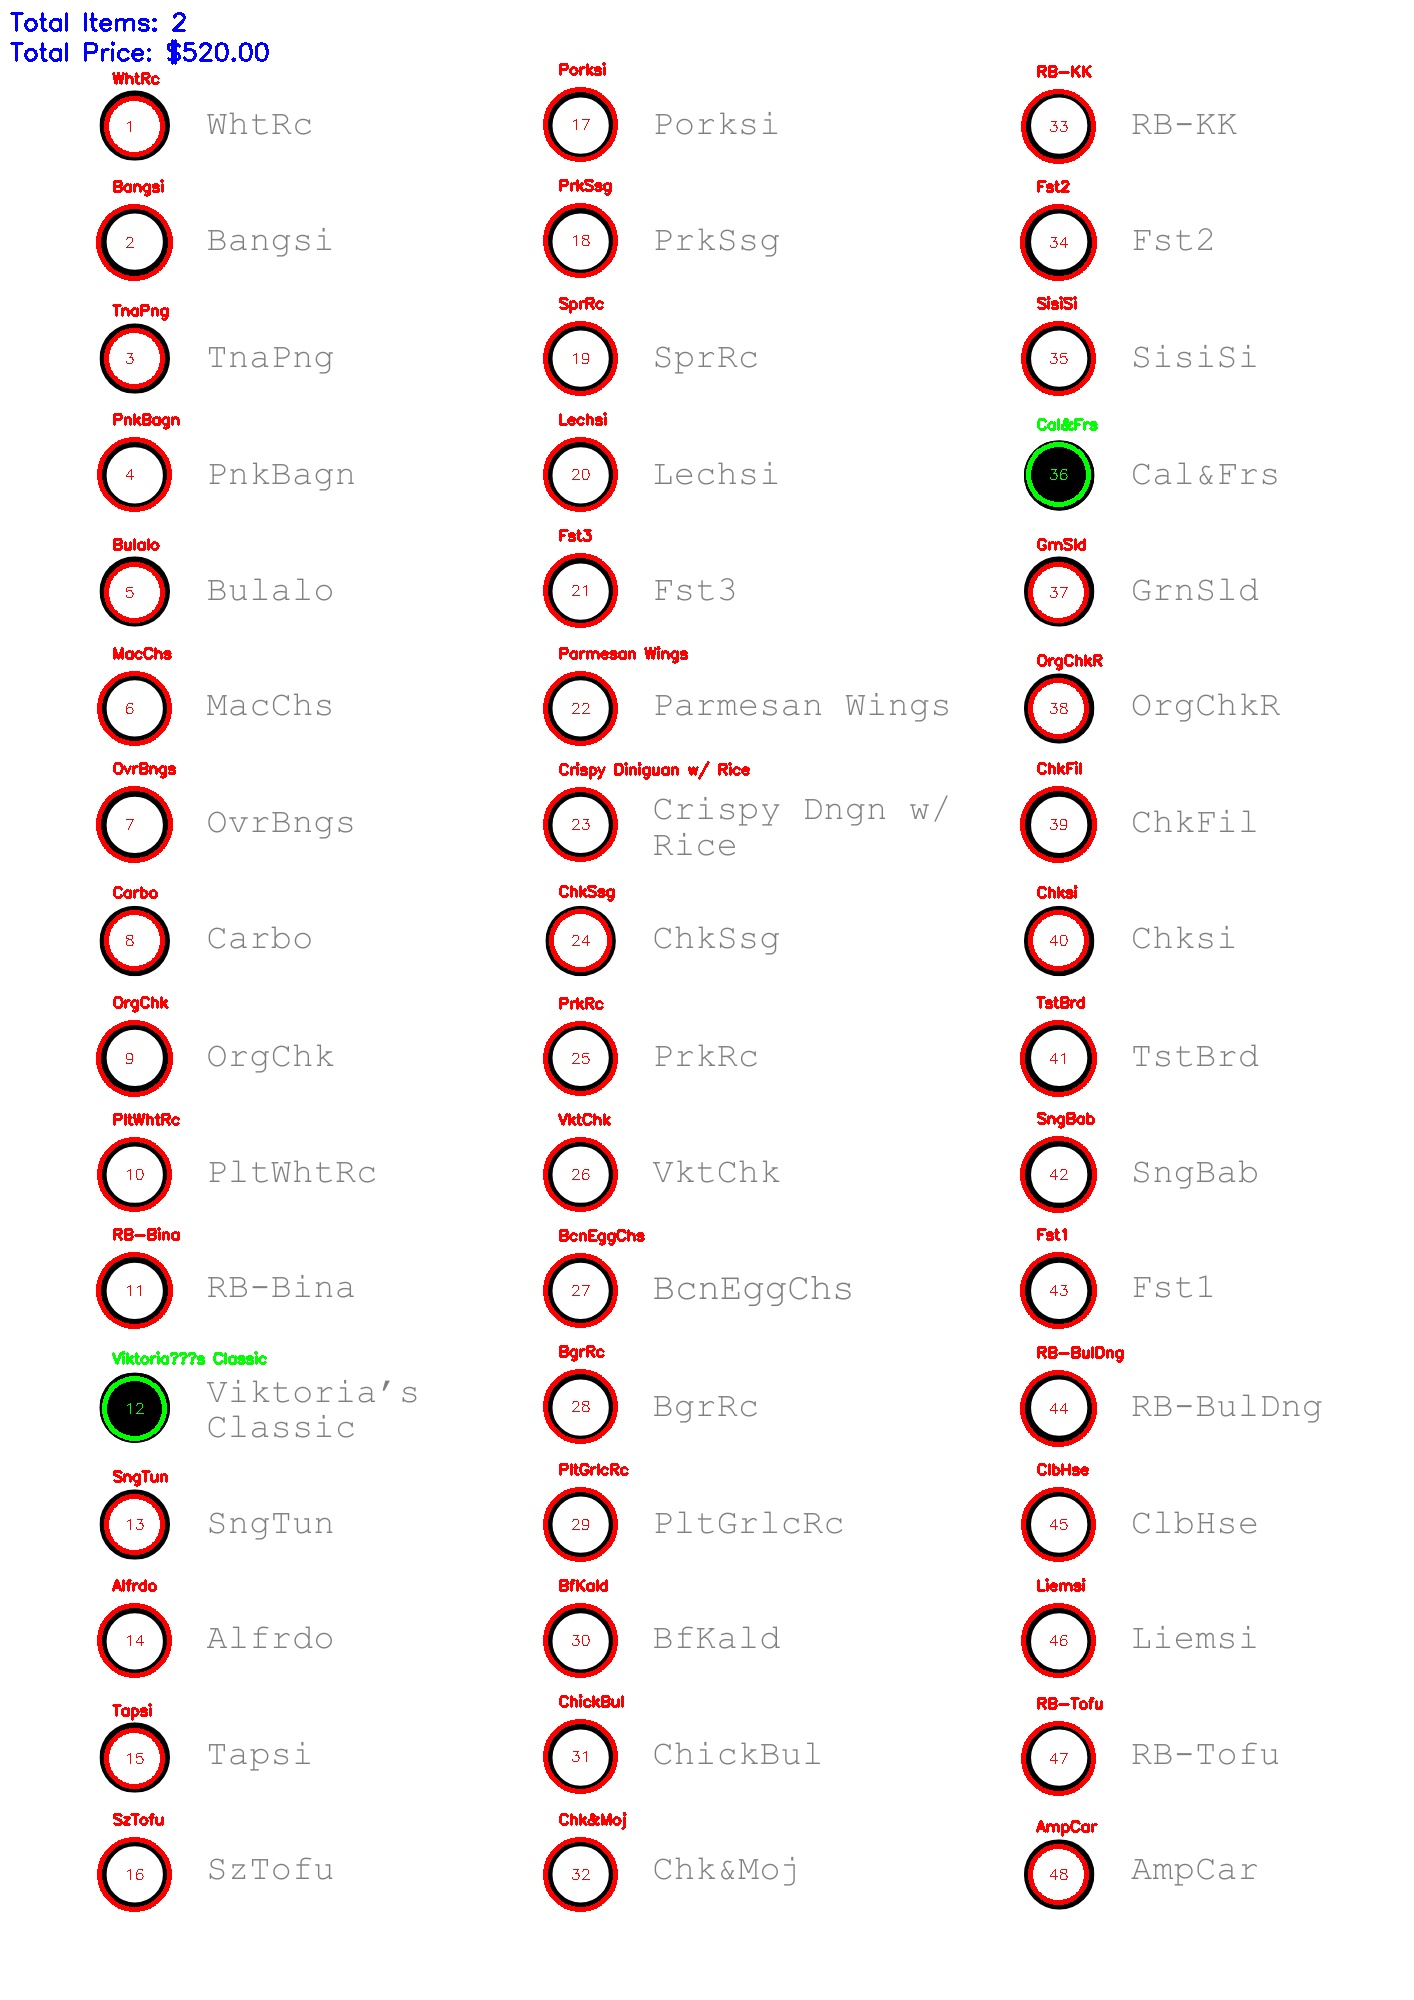 Total Items: 2
Total Price: $520.00
WhtRc
1 WhtRc
Bangsi
2 Bangsi
TnaPng
3 TnaPng
PnkBagn
4 PnkBagn
Bulalo
5 Bulalo
MacChs
6 MacChs
OvrBngs
7 OvrBngs
Carbo
8 Carbo
OrgChk
9 OrgChk
PltWhtRc
10 PltWhtRc
RB-Bina
11 RB-Bina
Viktoria???s Classic
12 Viktoria’s
Classic
SngTun
13 SngTun
Alfrdo
14 Alfrdo
Tapsi
15 Tapsi
SzTofu
16 SzTofu
Porksi
17 Porksi
PrkSsg
18 PrkSsg
SprRc
19 SprRc
Lechsi
20 Lechsi
Fst3
21 Fst3
Parmesan Wings
22 Parmesan Wings
Crispy Diniguan w/ Rice
23 Crispy Dngn w/
Rice
ChkSsg
24 ChkSsg
PrkRc
25 PrkRc
VktChk
26 VktChk
BcnEggChs
27 BcnEggChs
BgrRc
28 BgrRc
PltGrlcRc
29 PltGrlcRc
BfKald
30 BfKald
ChickBul
31 ChickBul
Chk&Moj
32 Chk&Moj
RB-KK
33 RB-KK
Fst2
34 Fst2
SisiSi
35 SisiSi
Cal&Frs
36 Cal&Frs
GrnSld
37 GrnSld
OrgChkR
38 OrgChkR
ChkFil
39 ChkFil
Chksi
40 Chksi
TstBrd
41 TstBrd
SngBab
42 SngBab
Fst1
43 Fst1
RB-BulDng
44 RB-BulDng
ClbHse
45 ClbHse
Liemsi
46 Liemsi
RB-Tofu
47 RB-Tofu
AmpCar
48 AmpCar